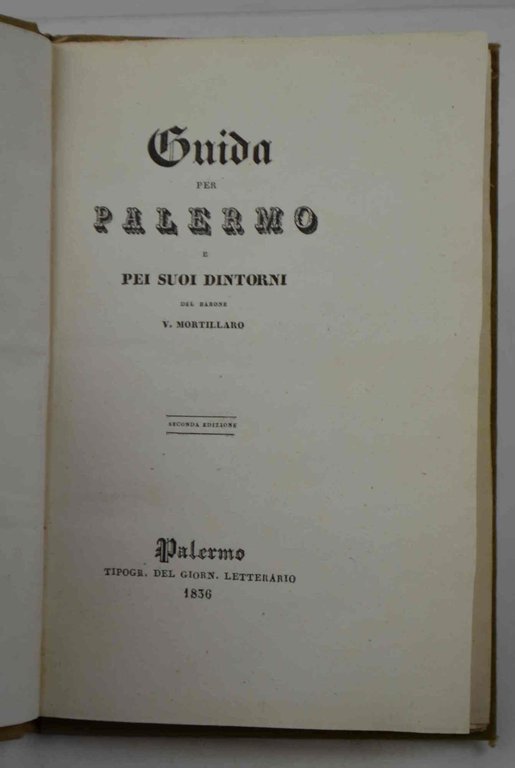 Guida
PER
PALERMO
E
PEI SUOI DINTORNI
DEL BARONE
V. MORTILLARO
SECONDA EDIZIONE
Palermo
TIPOGR. DEL GIORN. LETTERARIO
1836